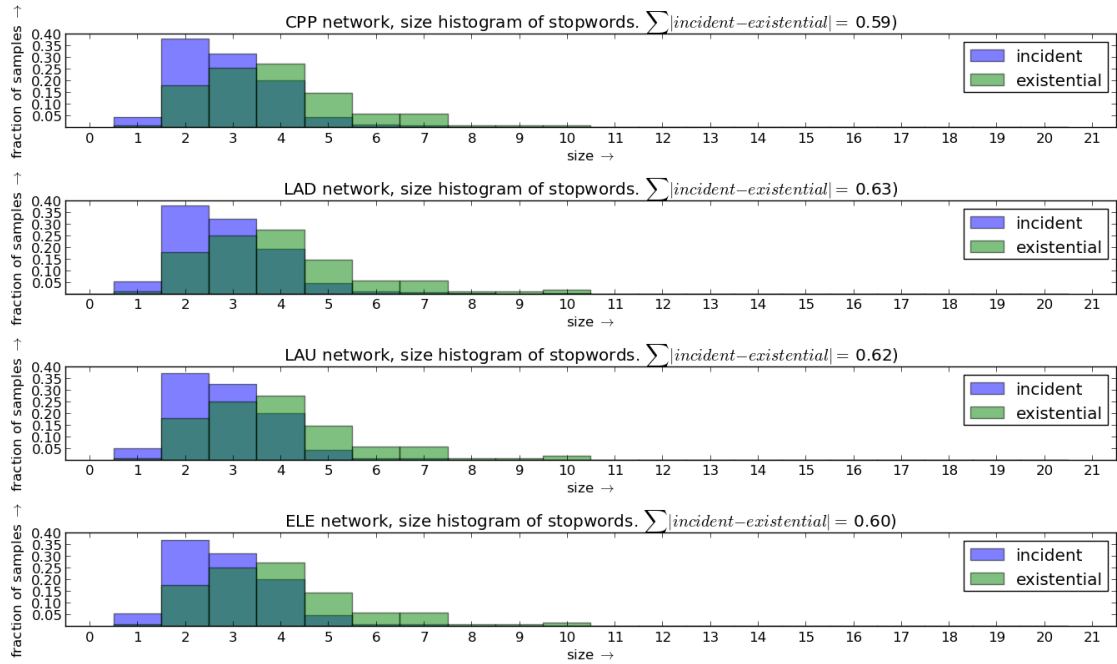 CPP network, size histogram of stopwords. ∑|incident−existential| = 0.59)
fraction of samples →
0.40
0.35
0.30
0.25
0.20
0.15
0.10
0.05
incident
existential
0 1 2 3 4 5 6 7 8 9 10 11 12 13 14 15 16 17 18 19 20 21
size →
LAD network, size histogram of stopwords. ∑|incident−existential| = 0.63)
fraction of samples →
0.40
0.35
0.30
0.25
0.20
0.15
0.10
0.05
incident
existential
0 1 2 3 4 5 6 7 8 9 10 11 12 13 14 15 16 17 18 19 20 21
size →
LAU network, size histogram of stopwords. ∑|incident−existential| = 0.62)
fraction of samples →
0.40
0.35
0.30
0.25
0.20
0.15
0.10
0.05
incident
existential
0 1 2 3 4 5 6 7 8 9 10 11 12 13 14 15 16 17 18 19 20 21
size →
ELE network, size histogram of stopwords. ∑|incident−existential| = 0.60)
fraction of samples →
0.40
0.35
0.30
0.25
0.20
0.15
0.10
0.05
incident
existential
0 1 2 3 4 5 6 7 8 9 10 11 12 13 14 15 16 17 18 19 20 21
size →